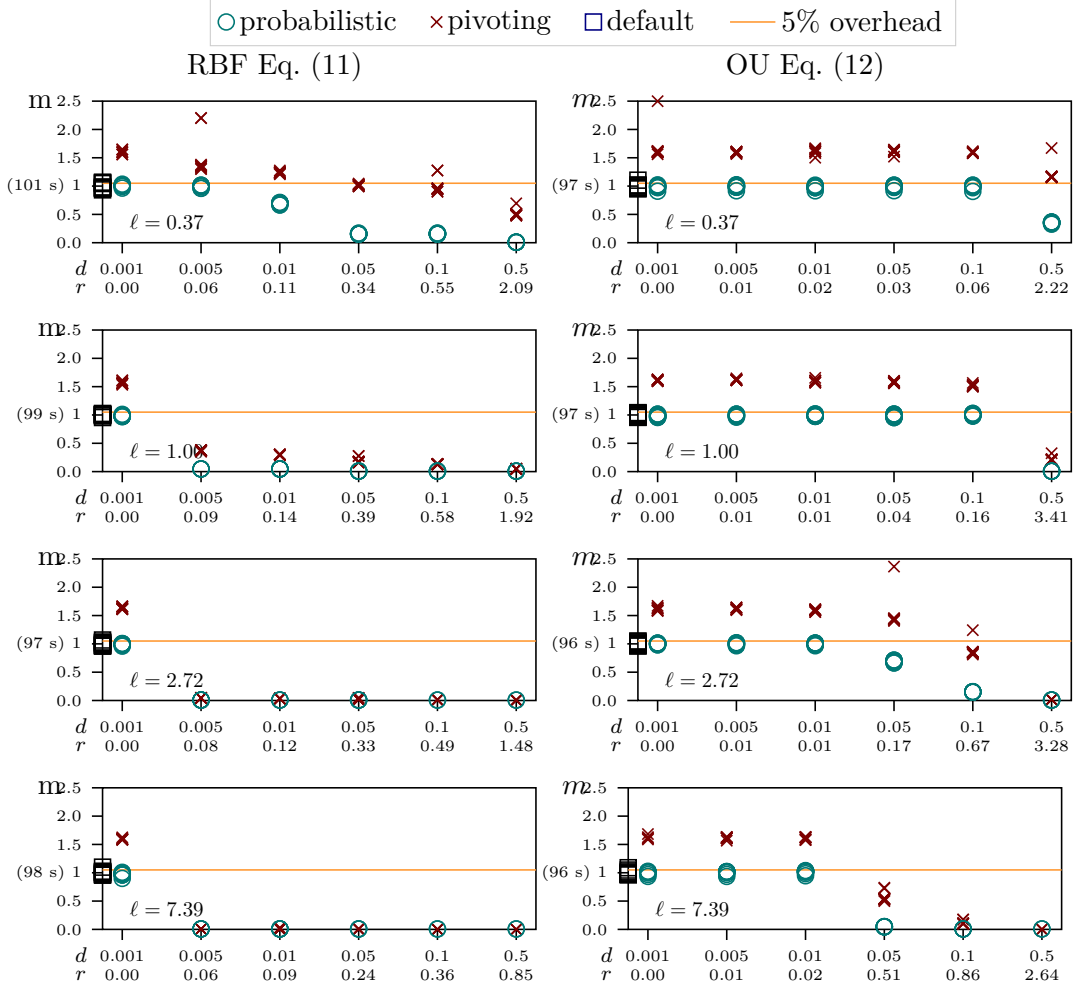 probabilistic pivoting default 5% overhead
RBF Eq. (11)
m
2.5
2.0
1.5
(101 s) 1
0.5
0.0
ℓ = 0.37
d 0.001 0.005 0.01 0.05 0.1 0.5
r 0.00 0.06 0.11 0.34 0.55 2.09
OU Eq. (12)
m
2.5
2.0
1.5
(97 s) 1
0.5
0.0
ℓ = 0.37
d 0.001 0.005 0.01 0.05 0.1 0.5
r 0.00 0.01 0.02 0.03 0.06 2.22
m
2.5
2.0
1.5
(99 s) 1
0.5
0.0
ℓ = 1.00
d 0.001 0.005 0.01 0.05 0.1 0.5
r 0.00 0.09 0.14 0.39 0.58 1.92
m
2.5
2.0
1.5
(97 s) 1
0.5
0.0
ℓ = 1.00
d 0.001 0.005 0.01 0.05 0.1 0.5
r 0.00 0.01 0.01 0.04 0.16 3.41
m
2.5
2.0
1.5
(97 s) 1
0.5
0.0
ℓ = 2.72
d 0.001 0.005 0.01 0.05 0.1 0.5
r 0.00 0.08 0.12 0.33 0.49 1.48
m
2.5
2.0
1.5
(96 s) 1
0.5
0.0
ℓ = 2.72
d 0.001 0.005 0.01 0.05 0.1 0.5
r 0.00 0.01 0.01 0.17 0.67 3.28
m
2.5
2.0
1.5
(98 s) 1
0.5
0.0
ℓ = 7.39
d 0.001 0.005 0.01 0.05 0.1 0.5
r 0.00 0.06 0.09 0.24 0.36 0.85
m
2.5
2.0
1.5
(96 s) 1
0.5
0.0
ℓ = 7.39
d 0.001 0.005 0.01 0.05 0.1 0.5
r 0.00 0.01 0.02 0.51 0.86 2.64